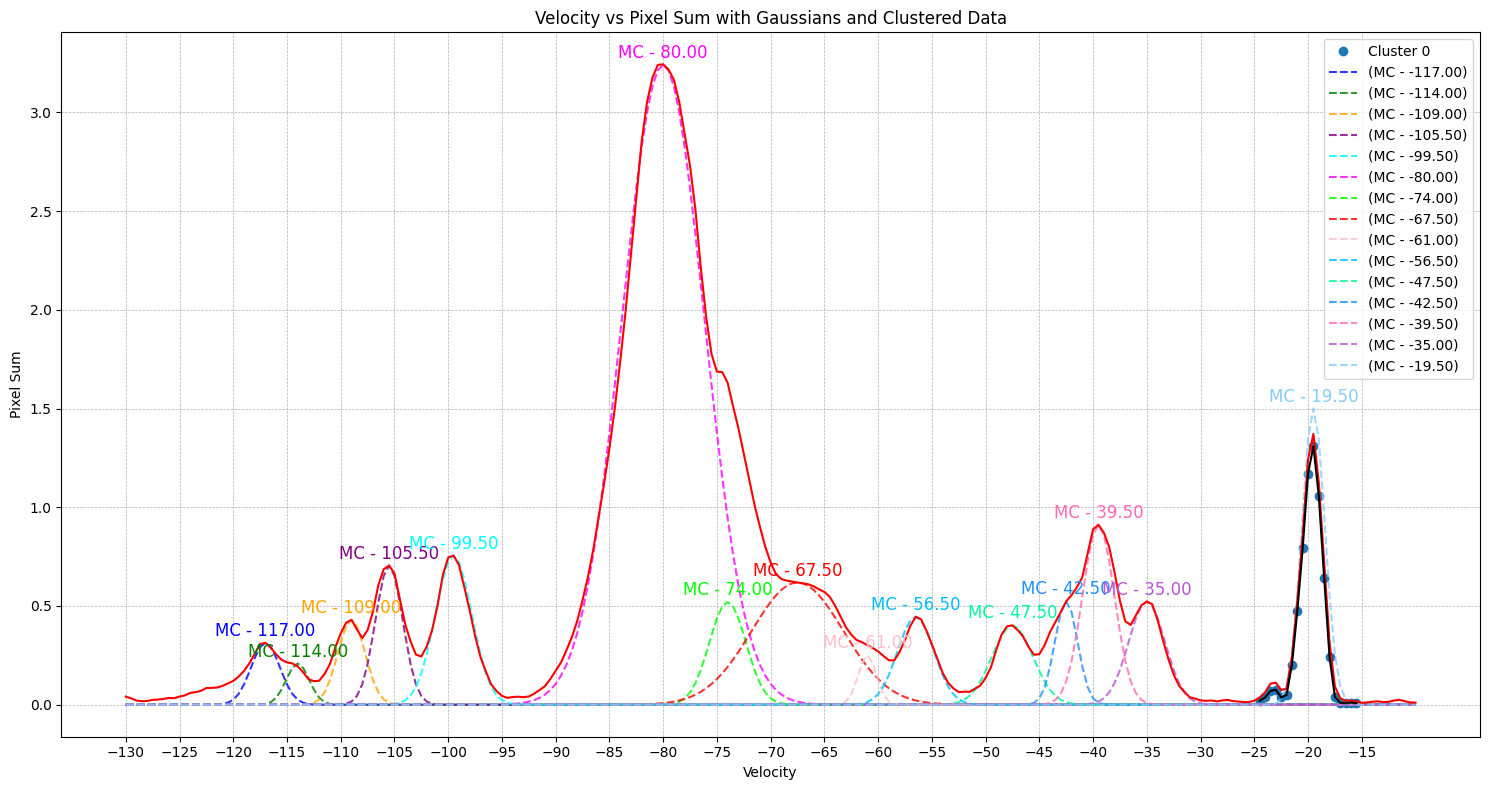 Velocity vs Pixel Sum with Gaussians and Clustered Data
MC - 80.00
Cluster 0
(MC - -117.00)
(MC - -114.00)
(MC - -109.00)
(MC - -105.50)
(MC - -99.50)
(MC - -80.00)
(MC - -74.00)
(MC - -67.50)
(MC - -61.00)
(MC - -56.50)
(MC - -47.50)
(MC - -42.50)
(MC - -39.50)
(MC - -35.00)
(MC - -19.50)
MC - 19.50
MC - 39.50
MC - 99.50
MC - 105.50
MC - 67.50
MC - 74.00
MC - 42.50
MC - 35.00
MC - 56.50
MC - 109.00
MC - 47.50
MC - 117.00
MC - 61.00
MC - 114.00
3.0
2.5
2.0
1.5
1.0
0.5
0.0
Pixel Sum
−130 −125 −120 −115 −110 −105 −100 −95 −90 −85 −80 −75 −70 −65 −60 −55 −50 −45 −40 −35 −30 −25 −20 −15
Velocity